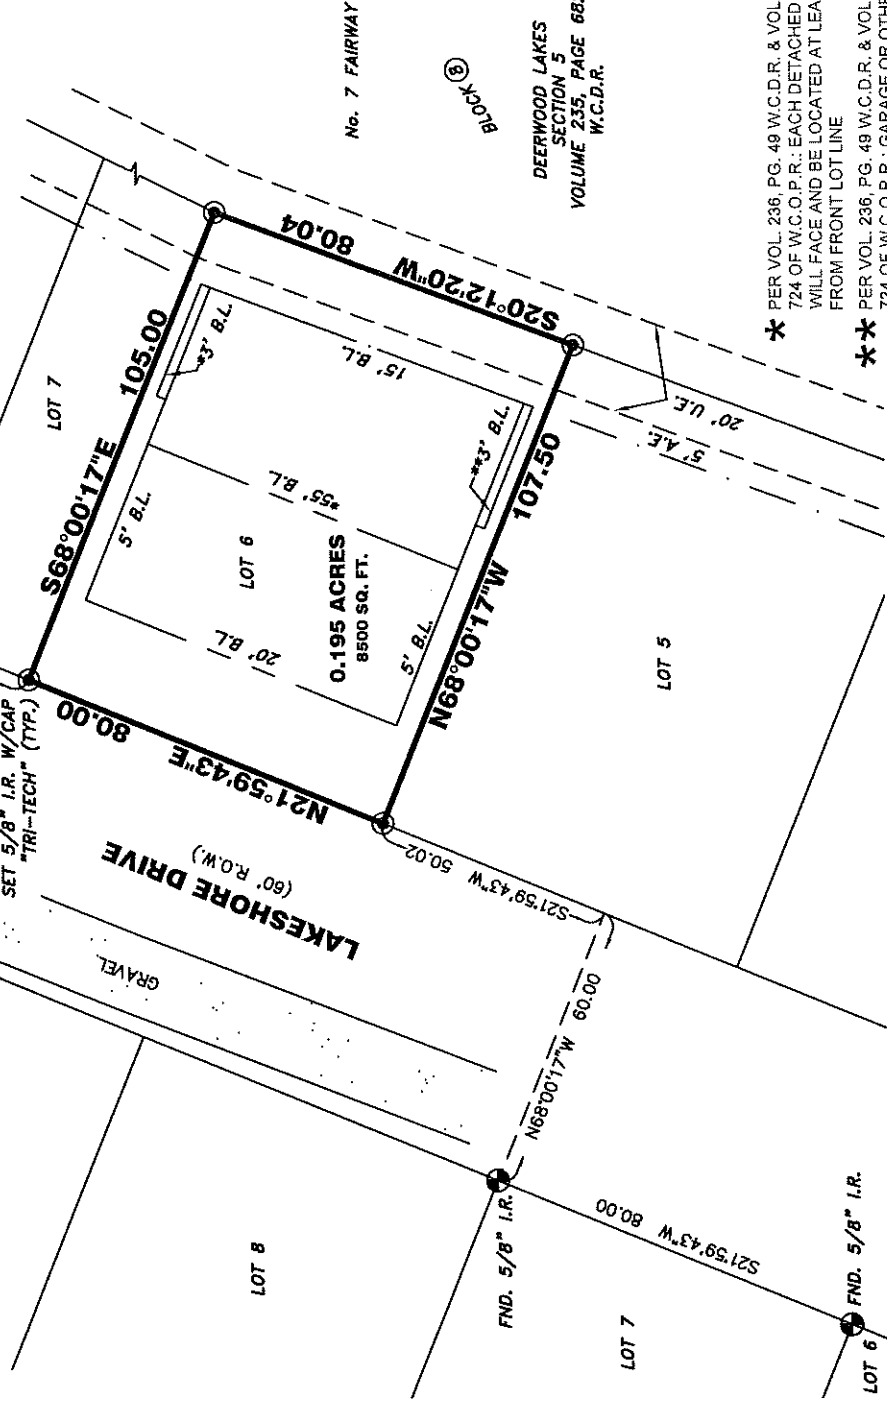 No. 7 FAIRWAY
BLOCK 8
DEERWOOD LAKES
SECTION 5
VOLUME 235, PAGE 68.
W.C.D.R.
LOT 7
S68°00'17"E 105.00
80.04
S20°12'20"W
*3' B.L.
15' B.L.
5' B.L.
*55' B.L.
LOT 6
0.195 ACRES
8500 SQ. FT.
20' B.L.
**3' B.L.
5' B.L.
N68°00'17"W 107.50
20' U.E.
5' A.E.
SET 5/8" I.R. W/CAP
"TRI-TECH" (TYP.)
80.00
N21°59'43"E
LAKESHORE DRIVE
(60' R.O.W.)
GRAVEL
S21°59'43"W 50.02
LOT 5
N68°00'17"W 60.00
LOT 8
FND. 5/8" I.R.
S21°59'43"W 80.00
LOT 7
FND. 5/8" I.R.
LOT 6
* PER VOL. 236, PG. 49 W.C.D.R. & VOL
724 OF W.C.O.P.R.: EACH DETACHED
WILL FACE AND BE LOCATED AT LEA
FROM FRONT LOT LINE
** PER VOL. 236, PG. 49 W.C.D.R. & VOL
724 OF W.C.O.P.R.: GARAGE OR OTHE